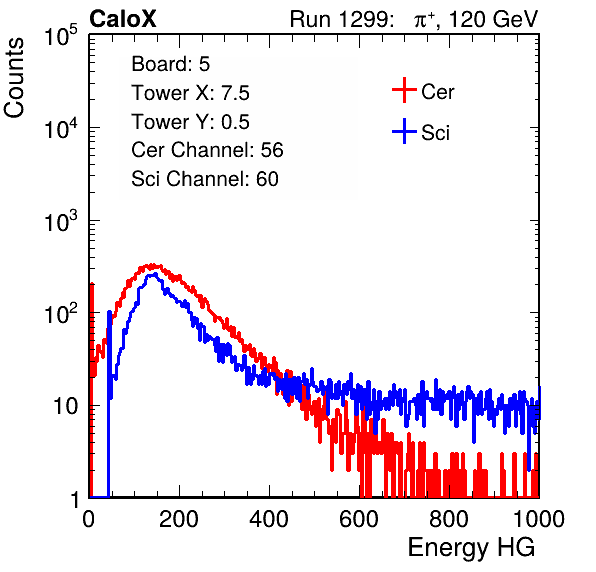 CaloX Run 1299: π⁺, 120 GeV
Counts
Board: 5
Tower X: 7.5
Tower Y: 0.5
Cer Channel: 56
Sci Channel: 60
Cer
Sci
10⁵
10⁴
10³
10²
10
1
0 200 400 600 800 1000
Energy HG